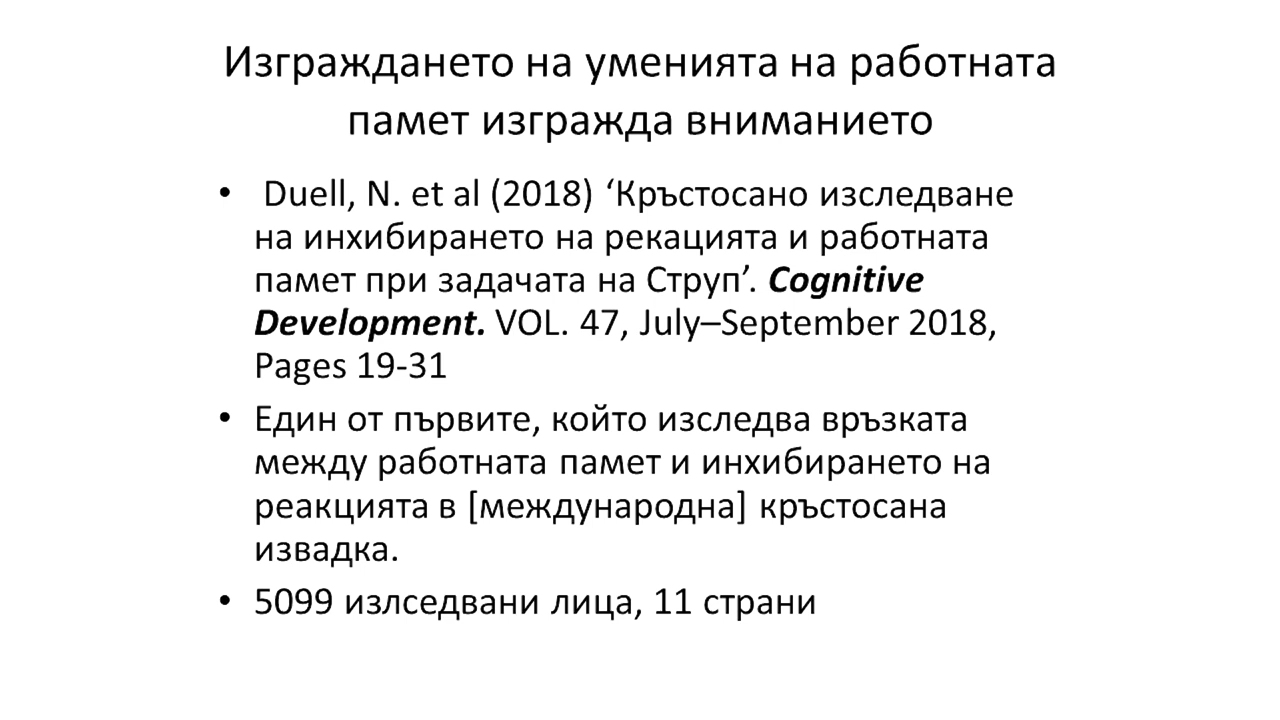 Изграждането на уменията на работната
памет изгражда вниманието
• Duell, N. et al (2018) ‘Кръстосано изследване
на инхибирането на рекацията и работната
памет при задачата на Струп’. Cognitive
Development. VOL. 47, July–September 2018,
Pages 19-31
• Един от първите, който изследва връзката
между работната памет и инхибирането на
реакцията в [международна] кръстосана
извадка.
• 5099 излседвани лица, 11 страни